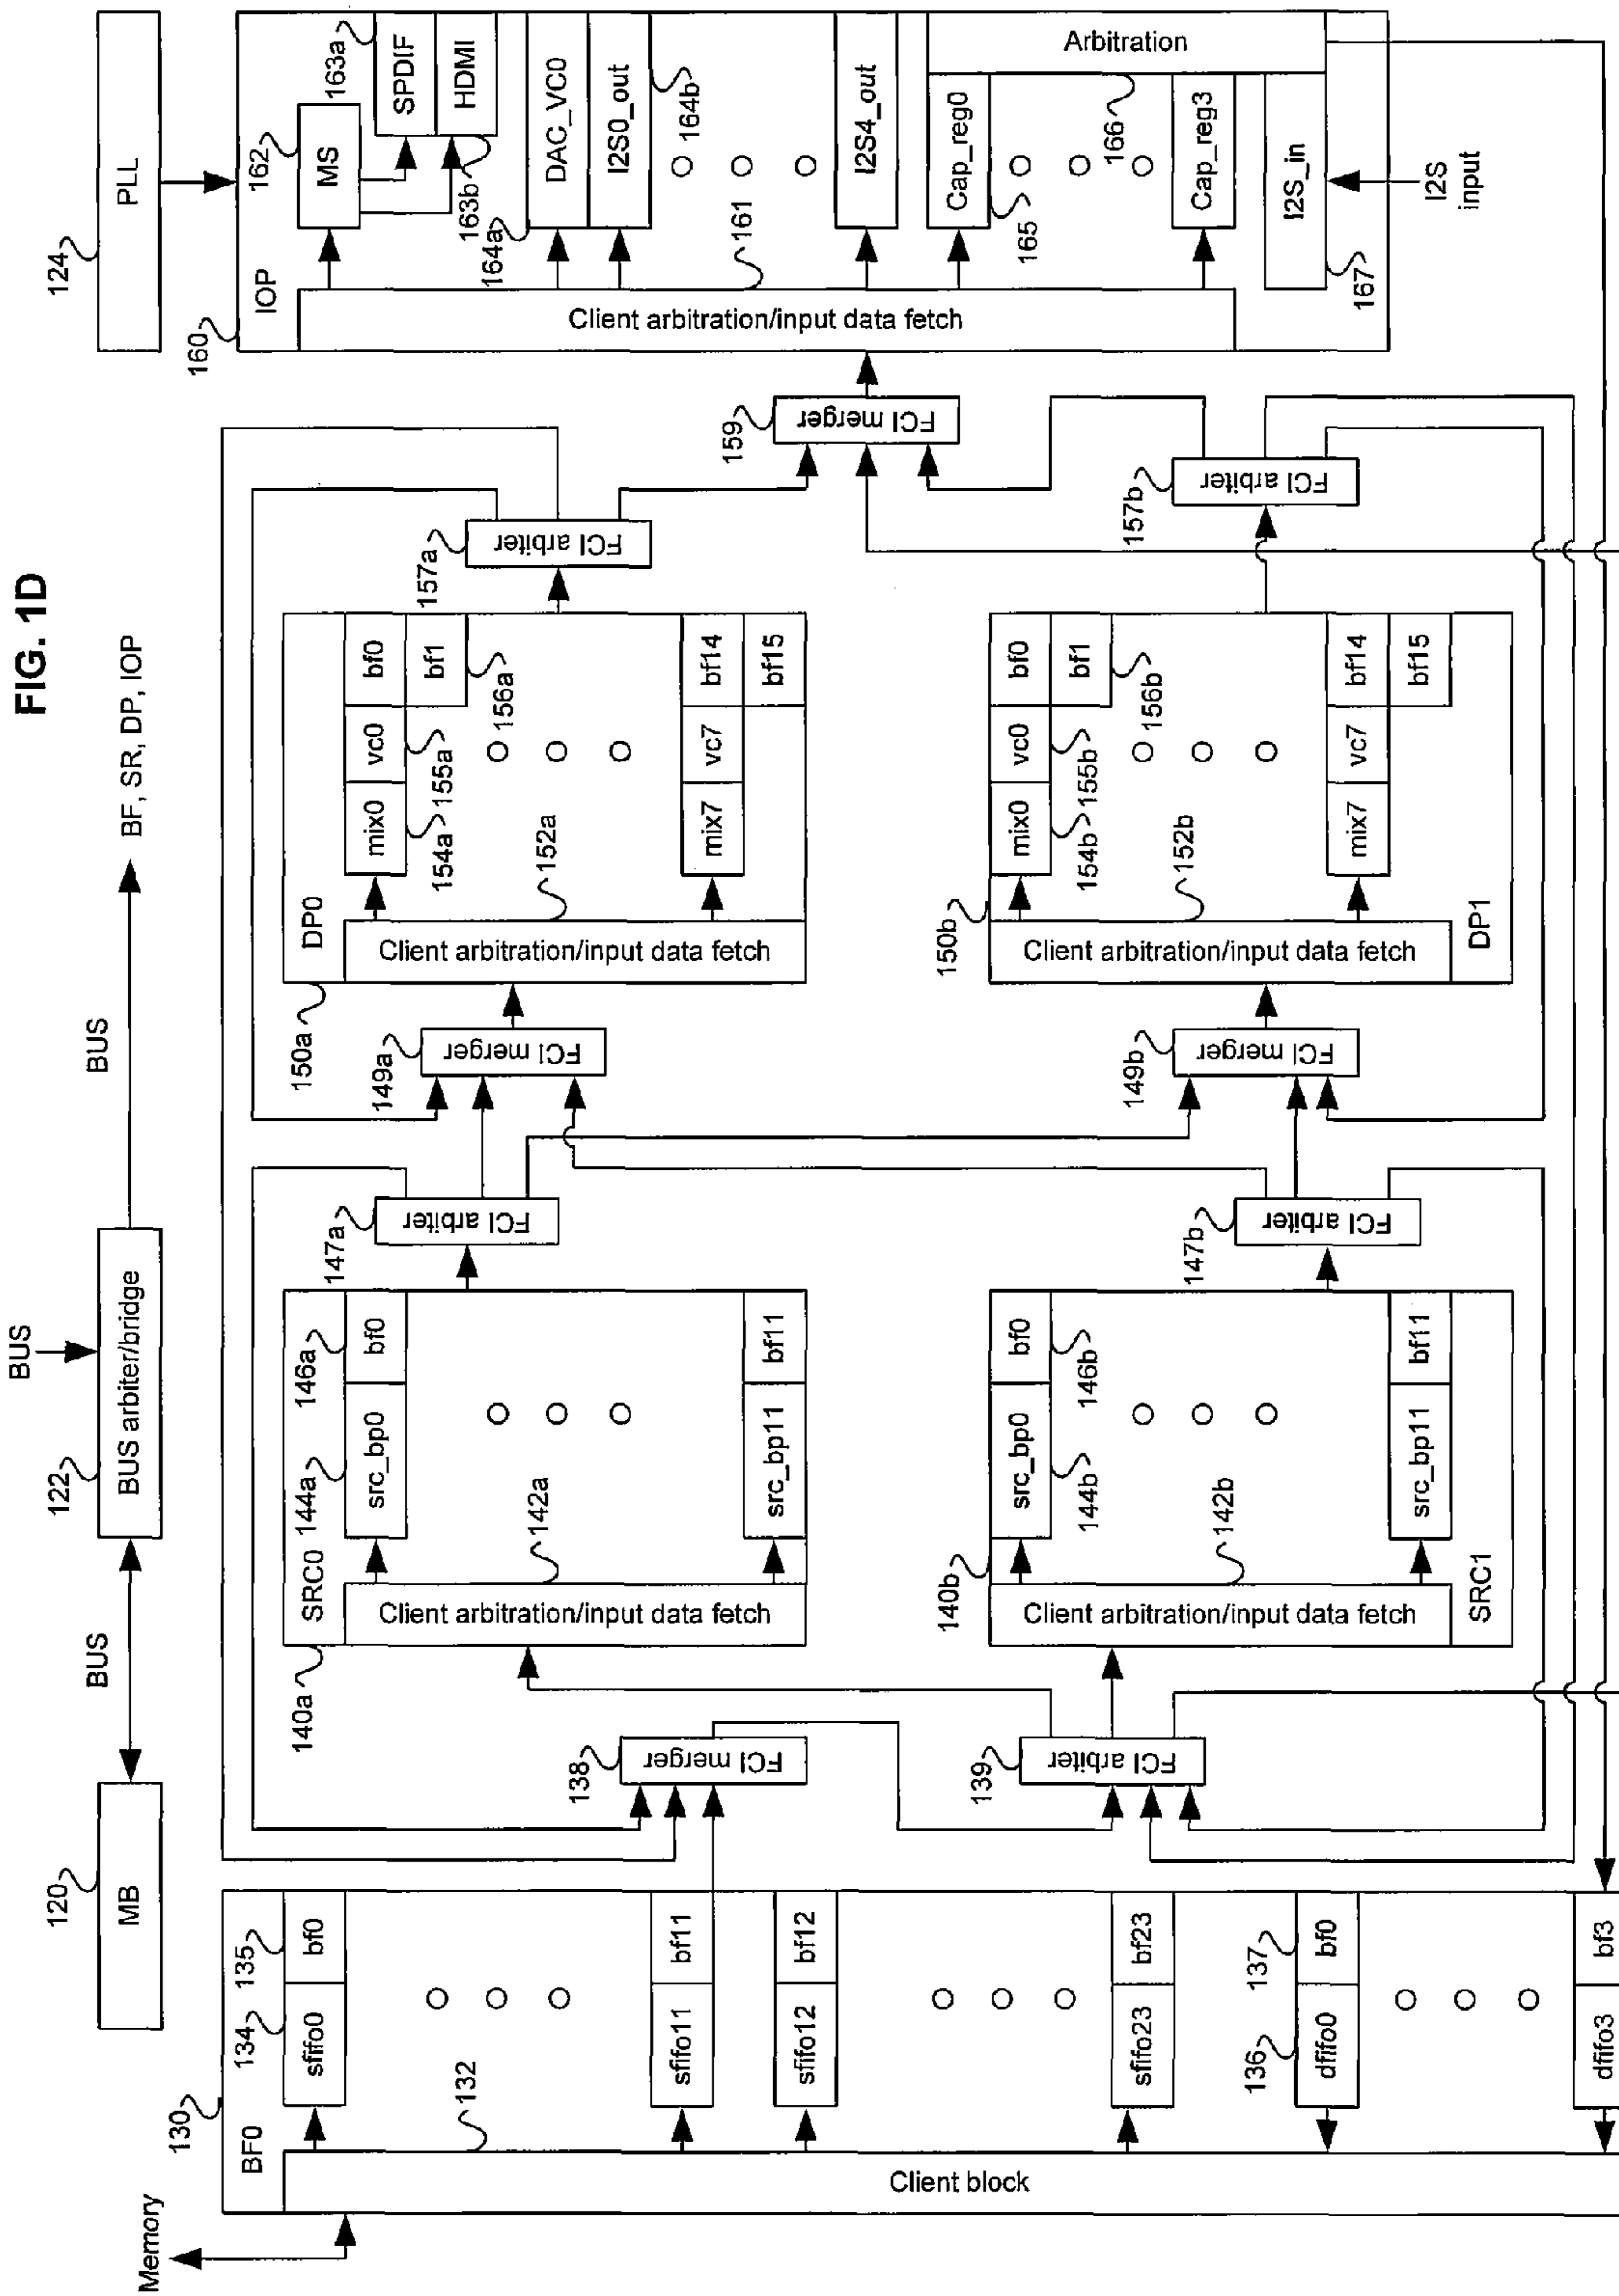 FIG. 1D
120
MB
BUS
BUS
122
BUS arbiter/bridge
BUS
BF, SR, DP, IOP
124
PLL
Memory
130
BF0
132
Client block
134
135
sfifo0
bf0
sfifo11
bf11
sfifo12
bf12
sfifo23
bf23
136
137
dfifo0
bf0
dfifo3
bf3
138
FCI merger
139
FCI arbiter
140a
SRC0
Client arbitration/input data fetch
142a
144a
146a
src_bp0
bf0
src_bp11
bf11
147a
FCI arbiter
140b
SRC1
Client arbitration/input data fetch
142b
src_bp0
bf0
144b
146b
src_bp11
bf11
147b
FCI arbiter
149a
FCI merger
149b
FCI merger
150a
DP0
Client arbitration/input data fetch
152a
mix0
vc0
bf0
bf1
154a
155a
156a
mix7
vc7
bf14
bf15
157a
FCI arbiter
150b
DP1
Client arbitration/input data fetch
152b
mix0
vc0
bf0
bf1
154b
155b
156b
mix7
vc7
bf14
bf15
157b
FCI arbiter
159
FCI merger
160
IOP
Client arbitration/input data fetch
161
162
MS
163a
SPDIF
HDMI
163b
164a
DAC_VC0
I2S0_out
164b
I2S4_out
Cap_reg0
165
166
Cap_reg3
Arbitration
I2S_in
167
I2S
input